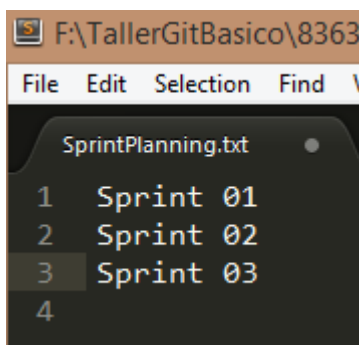 F:\TallerGitBasico\8363
File Edit Selection Find
SprintPlanning.txt
1 Sprint 01
2 Sprint 02
3 Sprint 03
4